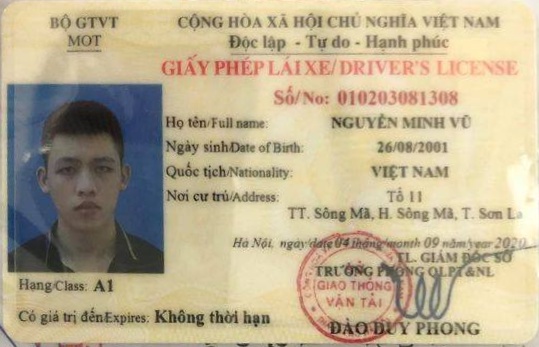 BỘ GTVT
MOT
CỘNG HÒA XÃ HỘI CHỦ NGHĨA VIỆT NAM
Độc lập - Tự do - Hạnh phúc
GIẤY PHÉP LÁI XE/ DRIVER'S LICENSE
Số/No: 010203081308
Họ tên/Full name: NGUYỄN MINH VŨ
Ngày sinh/Date of Birth: 26/08/2001
Quốc tịch/Nationality: VIỆT NAM
Nơi cư trú/Address: Tổ 11
TT. Sông Mã, H. Sông Mã, T. Sơn La
Hà Nội, ngày/date 04 tháng/month 09 năm/year 2020
TL. GIÁM ĐỐC SỞ
TRƯỞNG PHÒNG QLPT&NL
GIAO THÔNG
VẬN TẢI
Hạng/Class: A1
Có giá trị đến/Expires: Không thời hạn
ĐÀO DUY PHONG